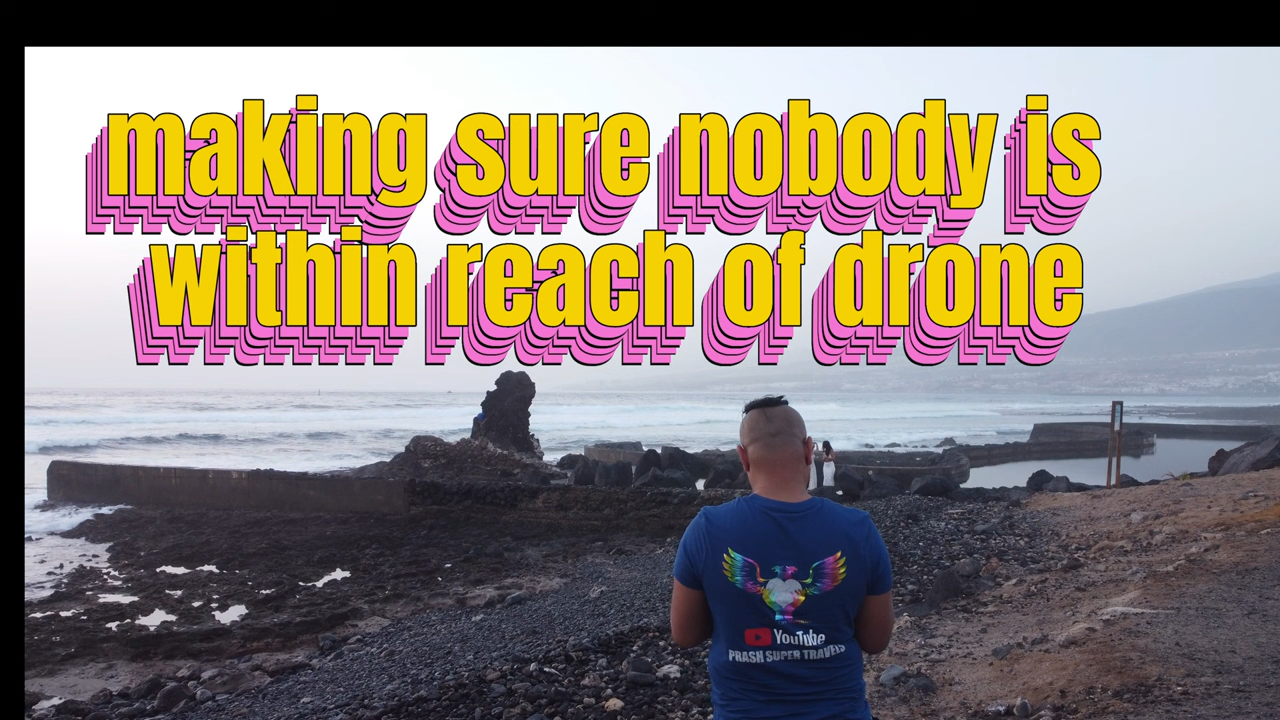 making sure nobody is
within reach of drone
YouTube
PRASH SUPER TRAVELS